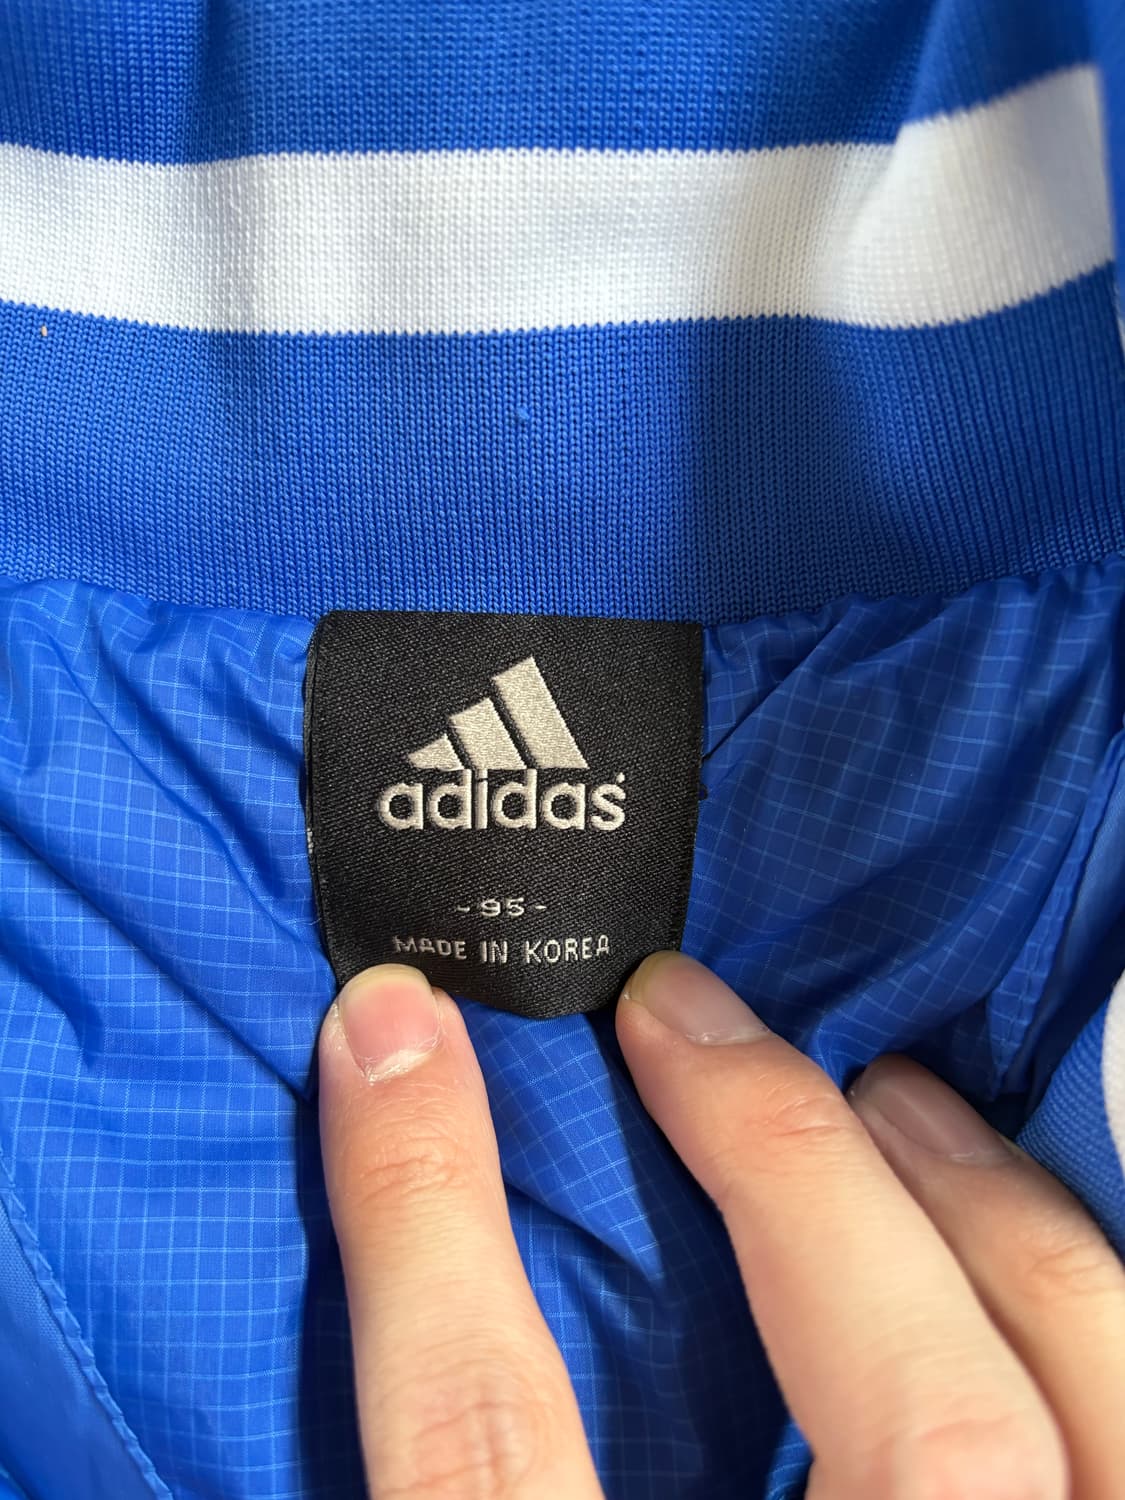 adidas
-95-
MADE IN KOREA